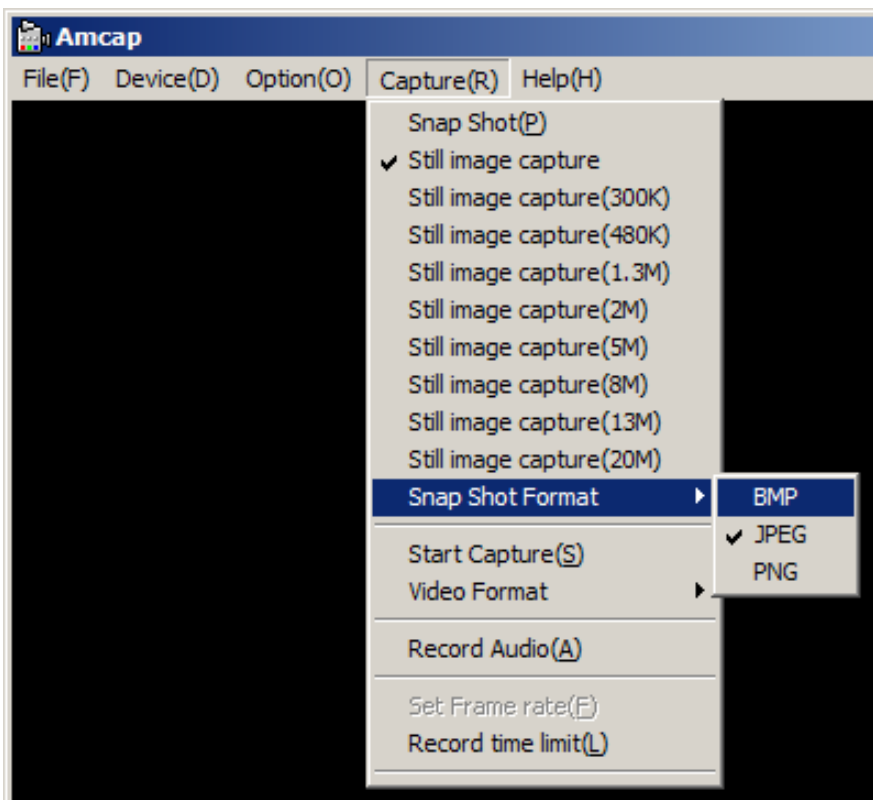 Amcap
File(F) Device(D) Option(O) Capture(R) Help(H)
Snap Shot(P)
Still image capture
Still image capture(300K)
Still image capture(480K)
Still image capture(1.3M)
Still image capture(2M)
Still image capture(5M)
Still image capture(8M)
Still image capture(13M)
Still image capture(20M)
Snap Shot Format
BMP
JPEG
PNG
Start Capture(S)
Video Format
Record Audio(A)
Set Frame rate(F)
Record time limit(L)